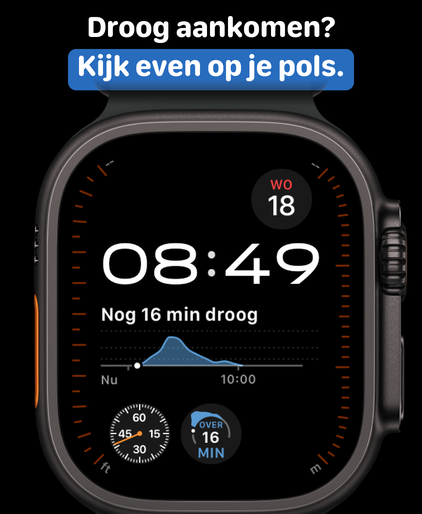 Droog aankomen?
Kijk even op je pols.
WO
18
08:49
Nog 16 min droog
Nu 10:00
60
45 15
30
OVER
16
MIN
ft m